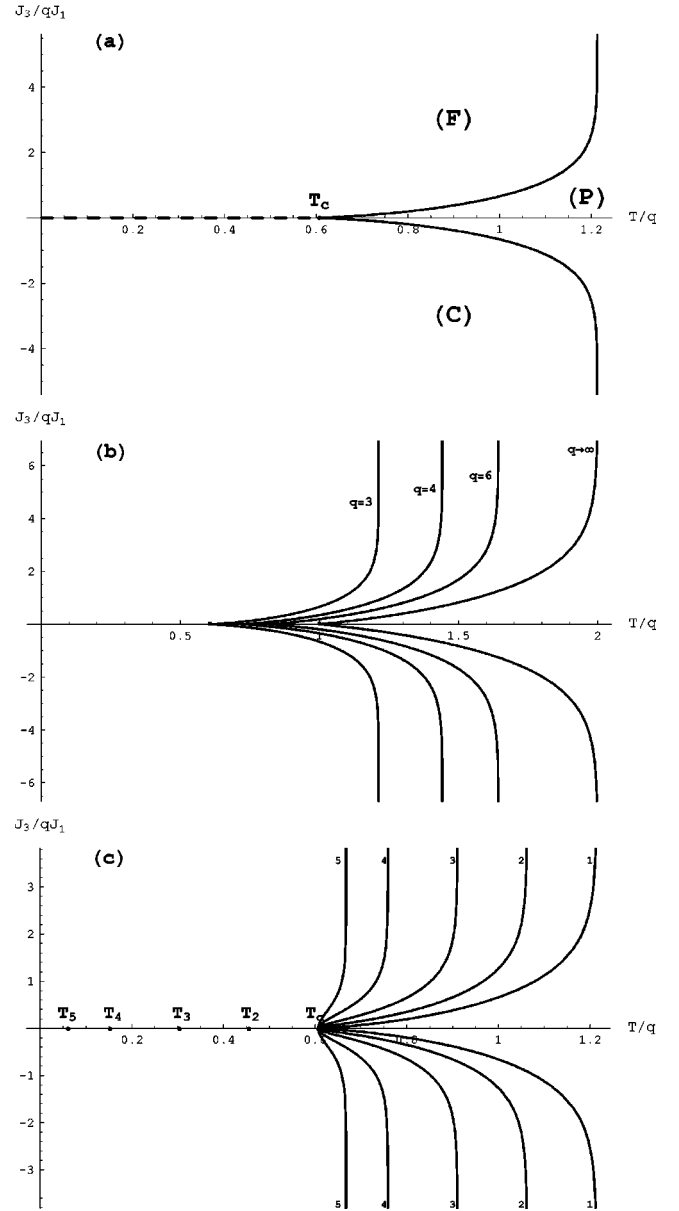 J₃/qJ₁
(a)
4
(F)
2
T_c
(P)
0
0.2 0.4 0.6 0.8 1 1.2
T/q
-2
(C)
-4
J₃/qJ₁
(b)
6
q→∞
q=6
q=4
q=3
4
2
0
0.5 1 1.5 2
T/q
-2
-4
-6
J₃/qJ₁
(c)
5 4 3 2 1
3
2
1
T₅ T₄ T₃ T₂ T_c
0
0.2 0.4 0.6 0.8 1 1.2
T/q
-1
-2
-3
5 4 3 2 1